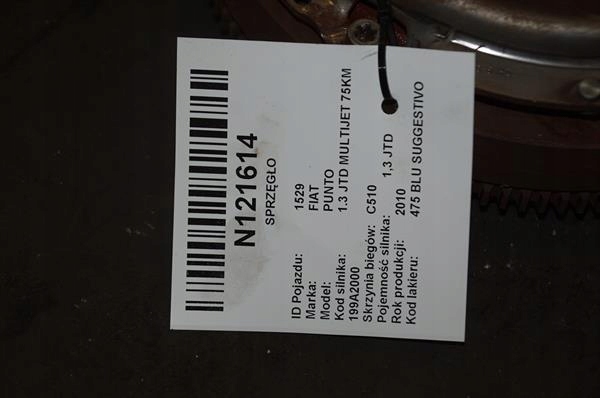 N121614
SPRZĘGŁO
ID Pojazdu: 1529
Marka: FIAT
Model: PUNTO
Kod silnika: 1.3 JTD MULTIJET 75KM
199A2000
Skrzynia biegów: C510
Pojemność silnika: 1,3 JTD
Rok produkcji: 2010
Kod lakieru: 475 BLU SUGGESTIVO